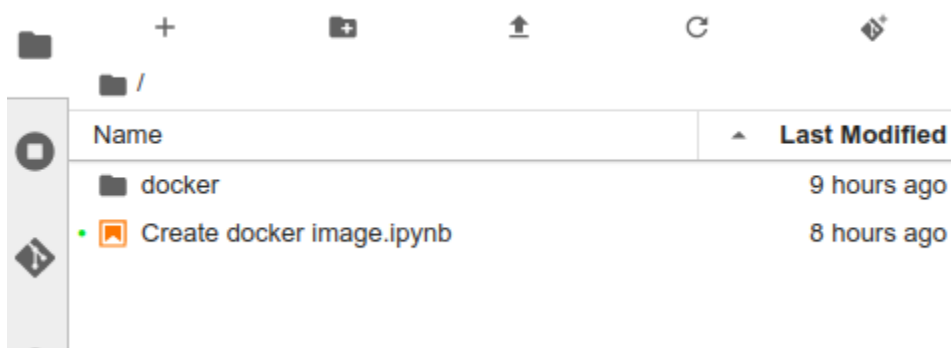 /
Name Last Modified
docker 9 hours ago
Create docker image.ipynb 8 hours ago